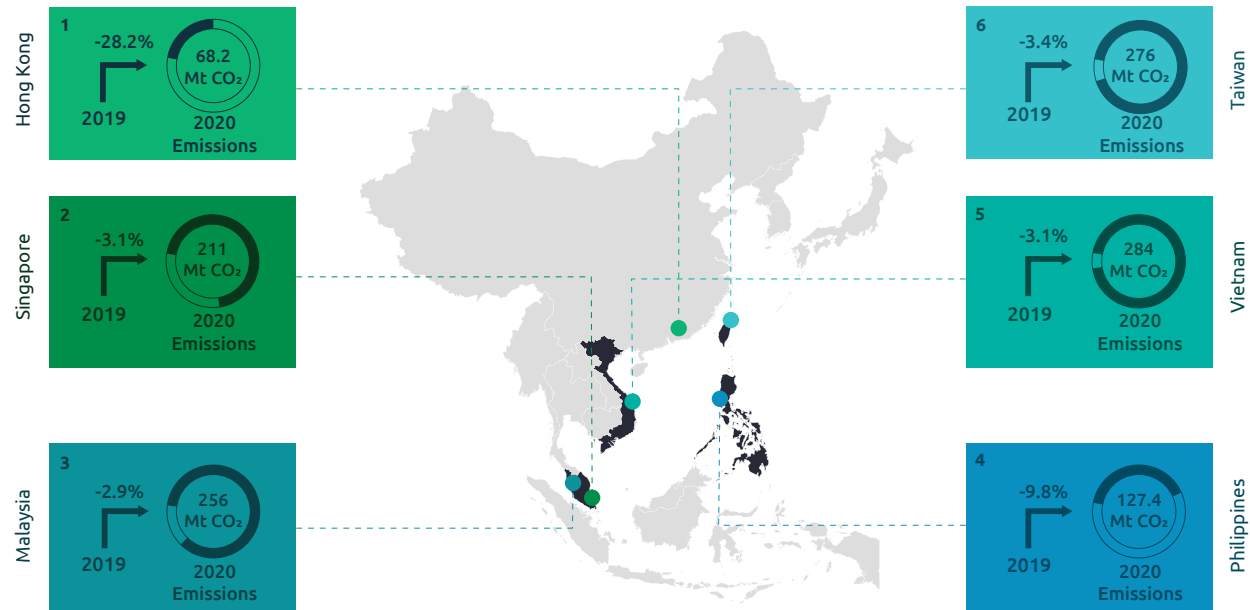 Hong Kong
1
-28.2%
2019
68.2
Mt CO₂
2020
Emissions
Singapore
2
-3.1%
2019
211
Mt CO₂
2020
Emissions
Malaysia
3
-2.9%
2019
256
Mt CO₂
2020
Emissions
6
-3.4%
2019
276
Mt CO₂
2020
Emissions
Taiwan
5
-3.1%
2019
284
Mt CO₂
2020
Emissions
Vietnam
4
-9.8%
2019
127.4
Mt CO₂
2020
Emissions
Philippines